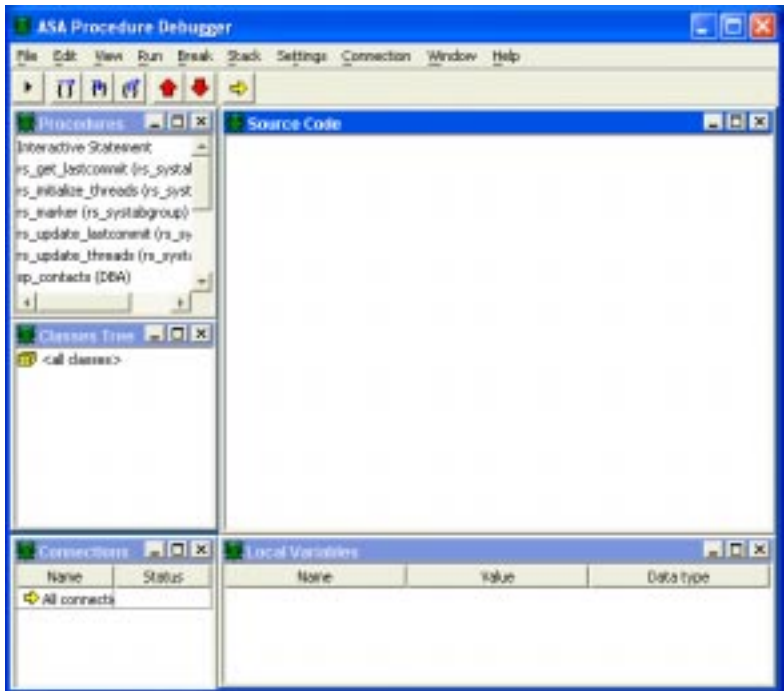 ASA Procedure Debugger
File Edit View Run Break Stack Settings Connection Window Help
Procedures
Interactive Statement
rs_get_lastcommit (rs_systal
rs_initialize_threads (rs_syst
rs_marker (rs_systabgroup)
rs_update_lastcommit (rs_sy
rs_update_threads (rs_syst
sp_contacts (DBA)
Source Code
Classes Tree
<all classes>
Connections
Name Status
All connecti
Local Variables
Name Value Data type